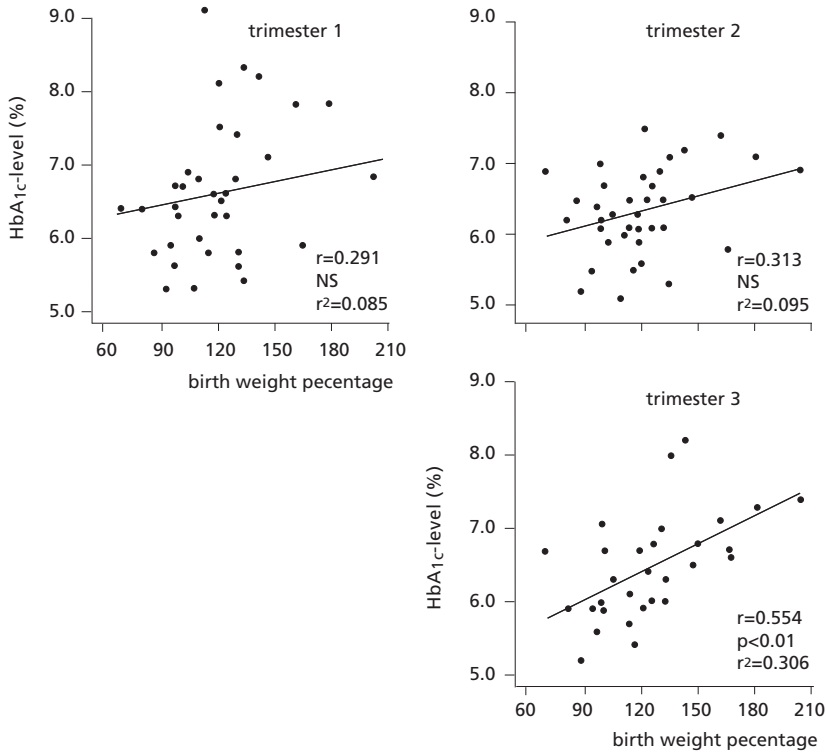 trimester 1
9.0
8.0
7.0
6.0
5.0
HbA1c-level (%)
r=0.291
NS
r2=0.085
60 90 120 150 180 210
birth weight pecentage
trimester 2
9.0
8.0
7.0
6.0
5.0
r=0.313
NS
r2=0.095
trimester 3
9.0
8.0
7.0
6.0
5.0
HbA1c-level (%)
r=0.554
p<0.01
r2=0.306
60 90 120 150 180 210
birth weight pecentage